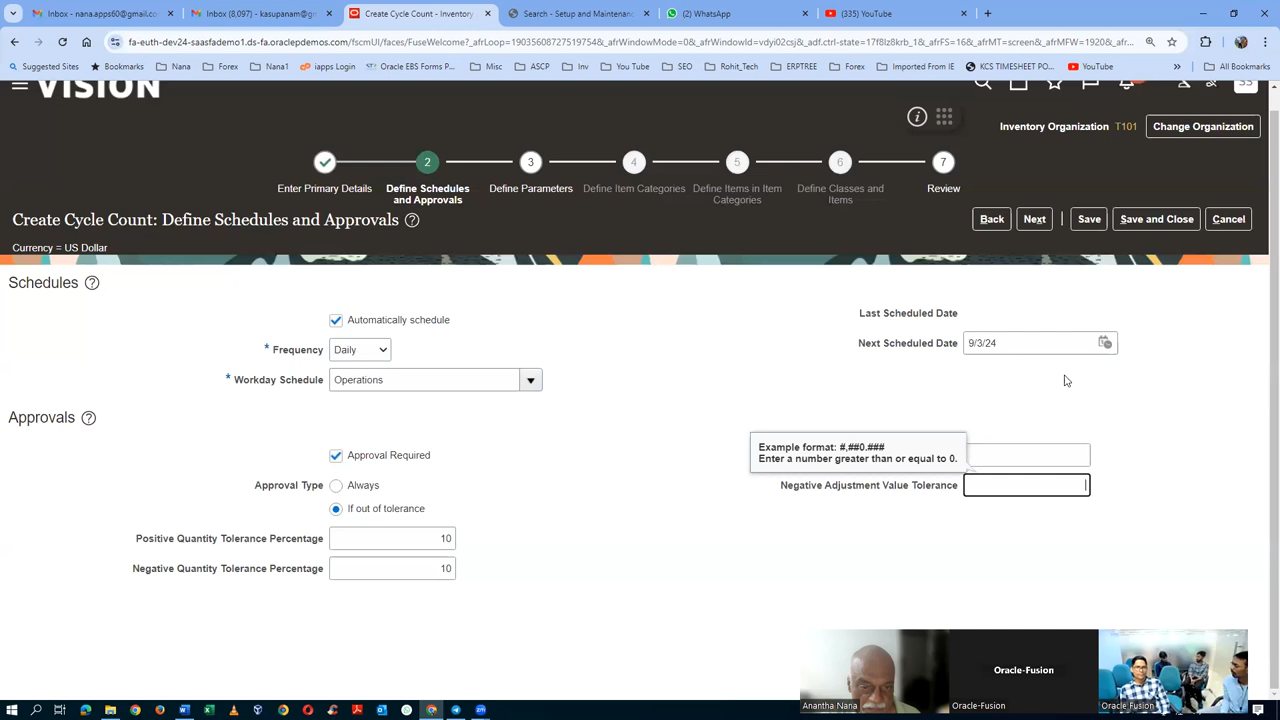 Inbox - nana.apps60@gmail.co
Inbox (8,097) - kasupanam@gm
Create Cycle Count - Inventory
Search - Setup and Maintenanc
(2) WhatsApp
(335) YouTube
fa-euth-dev24-saasfademo1.ds-fa.oraclepdemos.com/fscmUI/faces/FuseWelcome?_afrLoop=190356087275197​54&_afrWindowMode=0&_afrWindowId=vdyi02csj&_adf.ctrl-state=17f8lz8krb_1&_afrFS=16&_afrMT=screen&_afrMFW=1920&_afrMF...
Suggested Sites
Bookmarks
Nana
Forex
Nana1
iapps Login
Oracle EBS Forms P...
Misc
ASCP
Inv
You Tube
SEO
Rohit_Tech
ERPTREE
Forex
Imported From IE
KCS TIMESHEET PO...
YouTube
All Bookmarks
VISION
SS
Inventory Organization T101
Change Organization
1
2
3
4
5
6
7
Enter Primary Details
Define Schedules and Approvals
Define Parameters
Define Item Categories
Define Items in Item Categories
Define Classes and Items
Review
Create Cycle Count: Define Schedules and Approvals
Back
Next
Save
Save and Close
Cancel
Currency = US Dollar
Schedules
Automatically schedule
Last Scheduled Date
* Frequency Daily
Next Scheduled Date 9/3/24
* Workday Schedule Operations
Approvals
Example format: #,##0.###
Enter a number greater than or equal to 0.
Approval Required
Approval Type
Always
Negative Adjustment Value Tolerance
If out of tolerance
Positive Quantity Tolerance Percentage 10
Negative Quantity Tolerance Percentage 10
Oracle-Fusion
Anantha Nana
Oracle-Fusion
Oracle Fusion